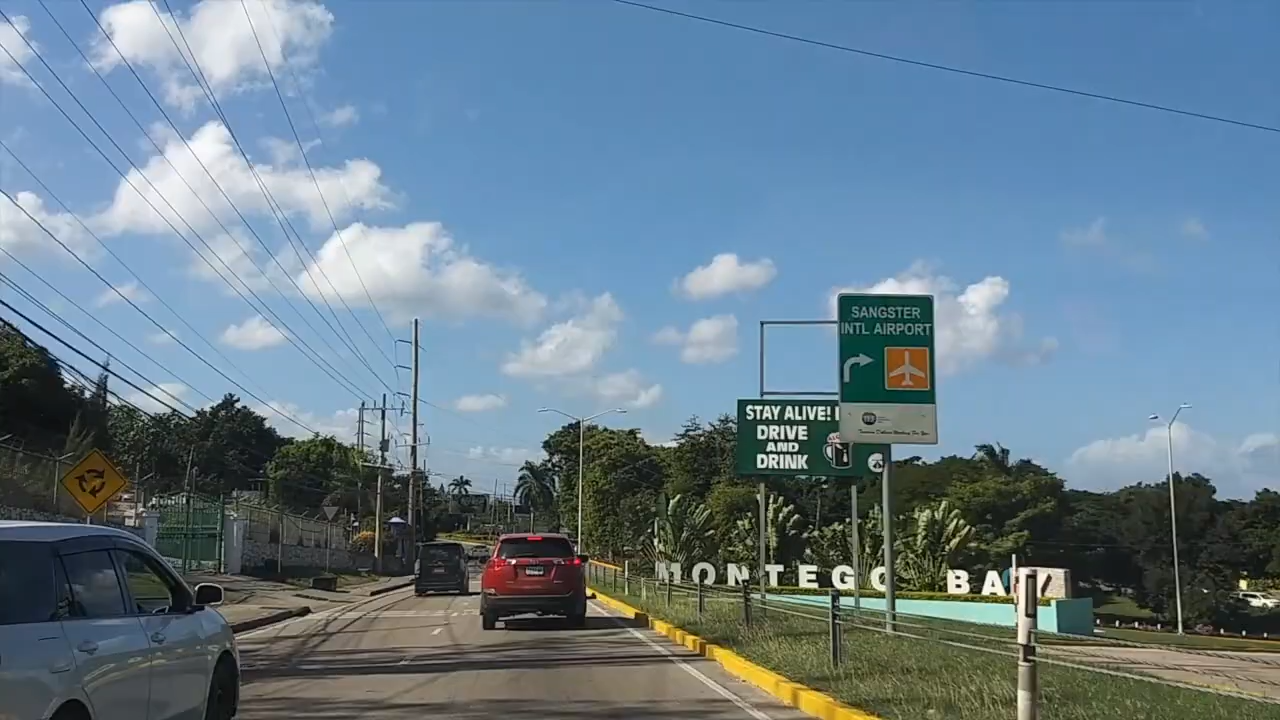 SANGSTER
INTL AIRPORT
STAY ALIVE!
DRIVE
AND
DRINK
MONTEGO BAY